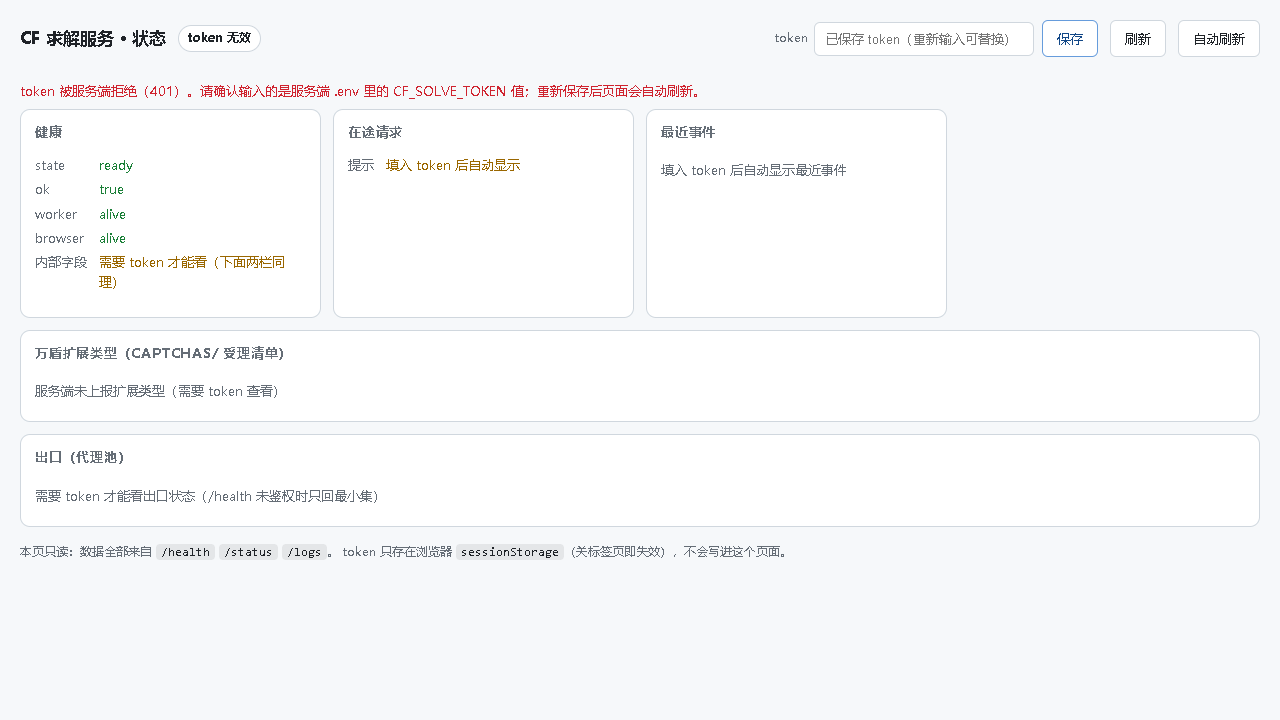 CF 求解服务 · 状态 token 无效 token 已保存 token（重新输入可替换） 保存 刷新 自动刷新
token 被服务端拒绝（401）。请确认输入的是服务端 .env 里的 CF_SOLVE_TOKEN 值；重新保存后页面会自动刷新。
健康
state ready
ok true
worker alive
browser alive
内部字段 需要 token 才能看（下面两栏同
理）
在途请求
提示 填入 token 后自动显示
最近事件
填入 token 后自动显示最近事件
万盾扩展类型（CAPTCHAS/ 受理清单）
服务端未上报扩展类型（需要 token 查看）
出口（代理池）
需要 token 才能看出口状态（/health 未鉴权时只回最小集）
本页只读：数据全部来自 /health /status /logs 。 token 只存在浏览器 sessionStorage （关标签页即失效），不会写进这个页面。